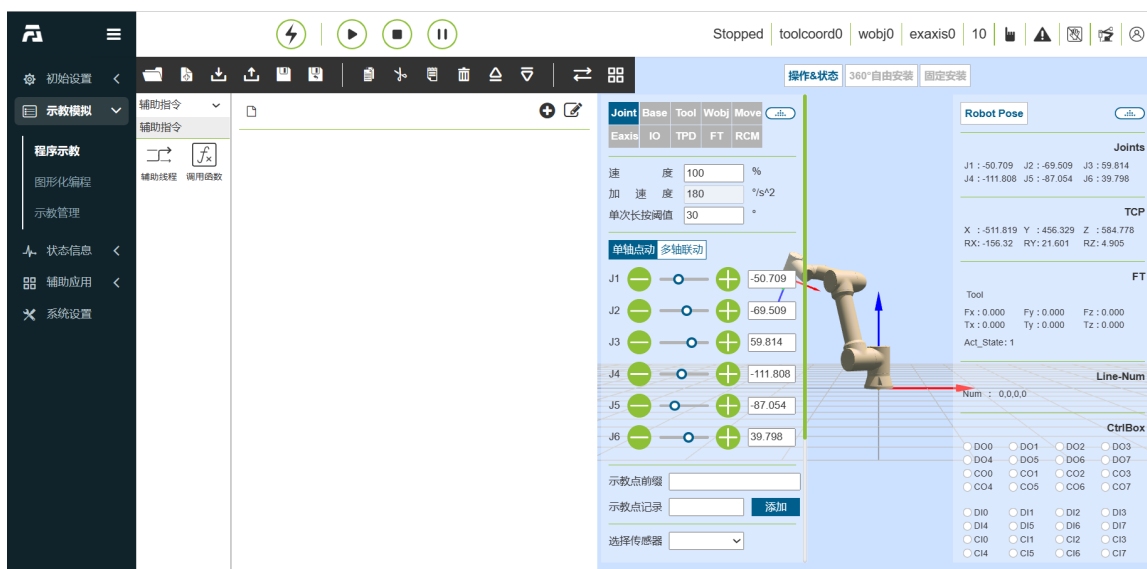 Stopped toolcoord0 wobj0 exaxis0 10
初始设置
示教模拟
程序示教
图形化编程
示教管理
状态信息
辅助应用
系统设置
辅助指令
辅助指令
辅助线程 调用函数
操作&状态 360°自由安装 固定安装
Joint Base Tool Wobj Move
Eaxis IO TPD FT RCM
速 度 100 %
加 速 度 180 °/s^2
单次长按阈值 30 °
单轴点动 多轴联动
J1 -50.709
J2 -69.509
J3 59.814
J4 -111.808
J5 -87.054
J6 39.798
示教点前缀
示教点记录 添加
选择传感器
Robot Pose
Joints
J1 : -50.709 J2 : -69.509 J3 : 59.814
J4 : -111.808 J5 : -87.054 J6 : 39.798
TCP
X : -511.819 Y : 456.329 Z : 584.778
RX: -156.32 RY: 21.601 RZ: 4.905
FT
Tool
Fx : 0.000 Fy : 0.000 Fz : 0.000
Tx : 0.000 Ty : 0.000 Tz : 0.000
Act_State: 1
Line-Num
Num : 0,0,0,0
CtrlBox
DO0 DO1 DO2 DO3
DO4 DO5 DO6 DO7
CO0 CO1 CO2 CO3
CO4 CO5 CO6 CO7
DI0 DI1 DI2 DI3
DI4 DI5 DI6 DI7
CI0 CI1 CI2 CI3
CI4 CI5 CI6 CI7